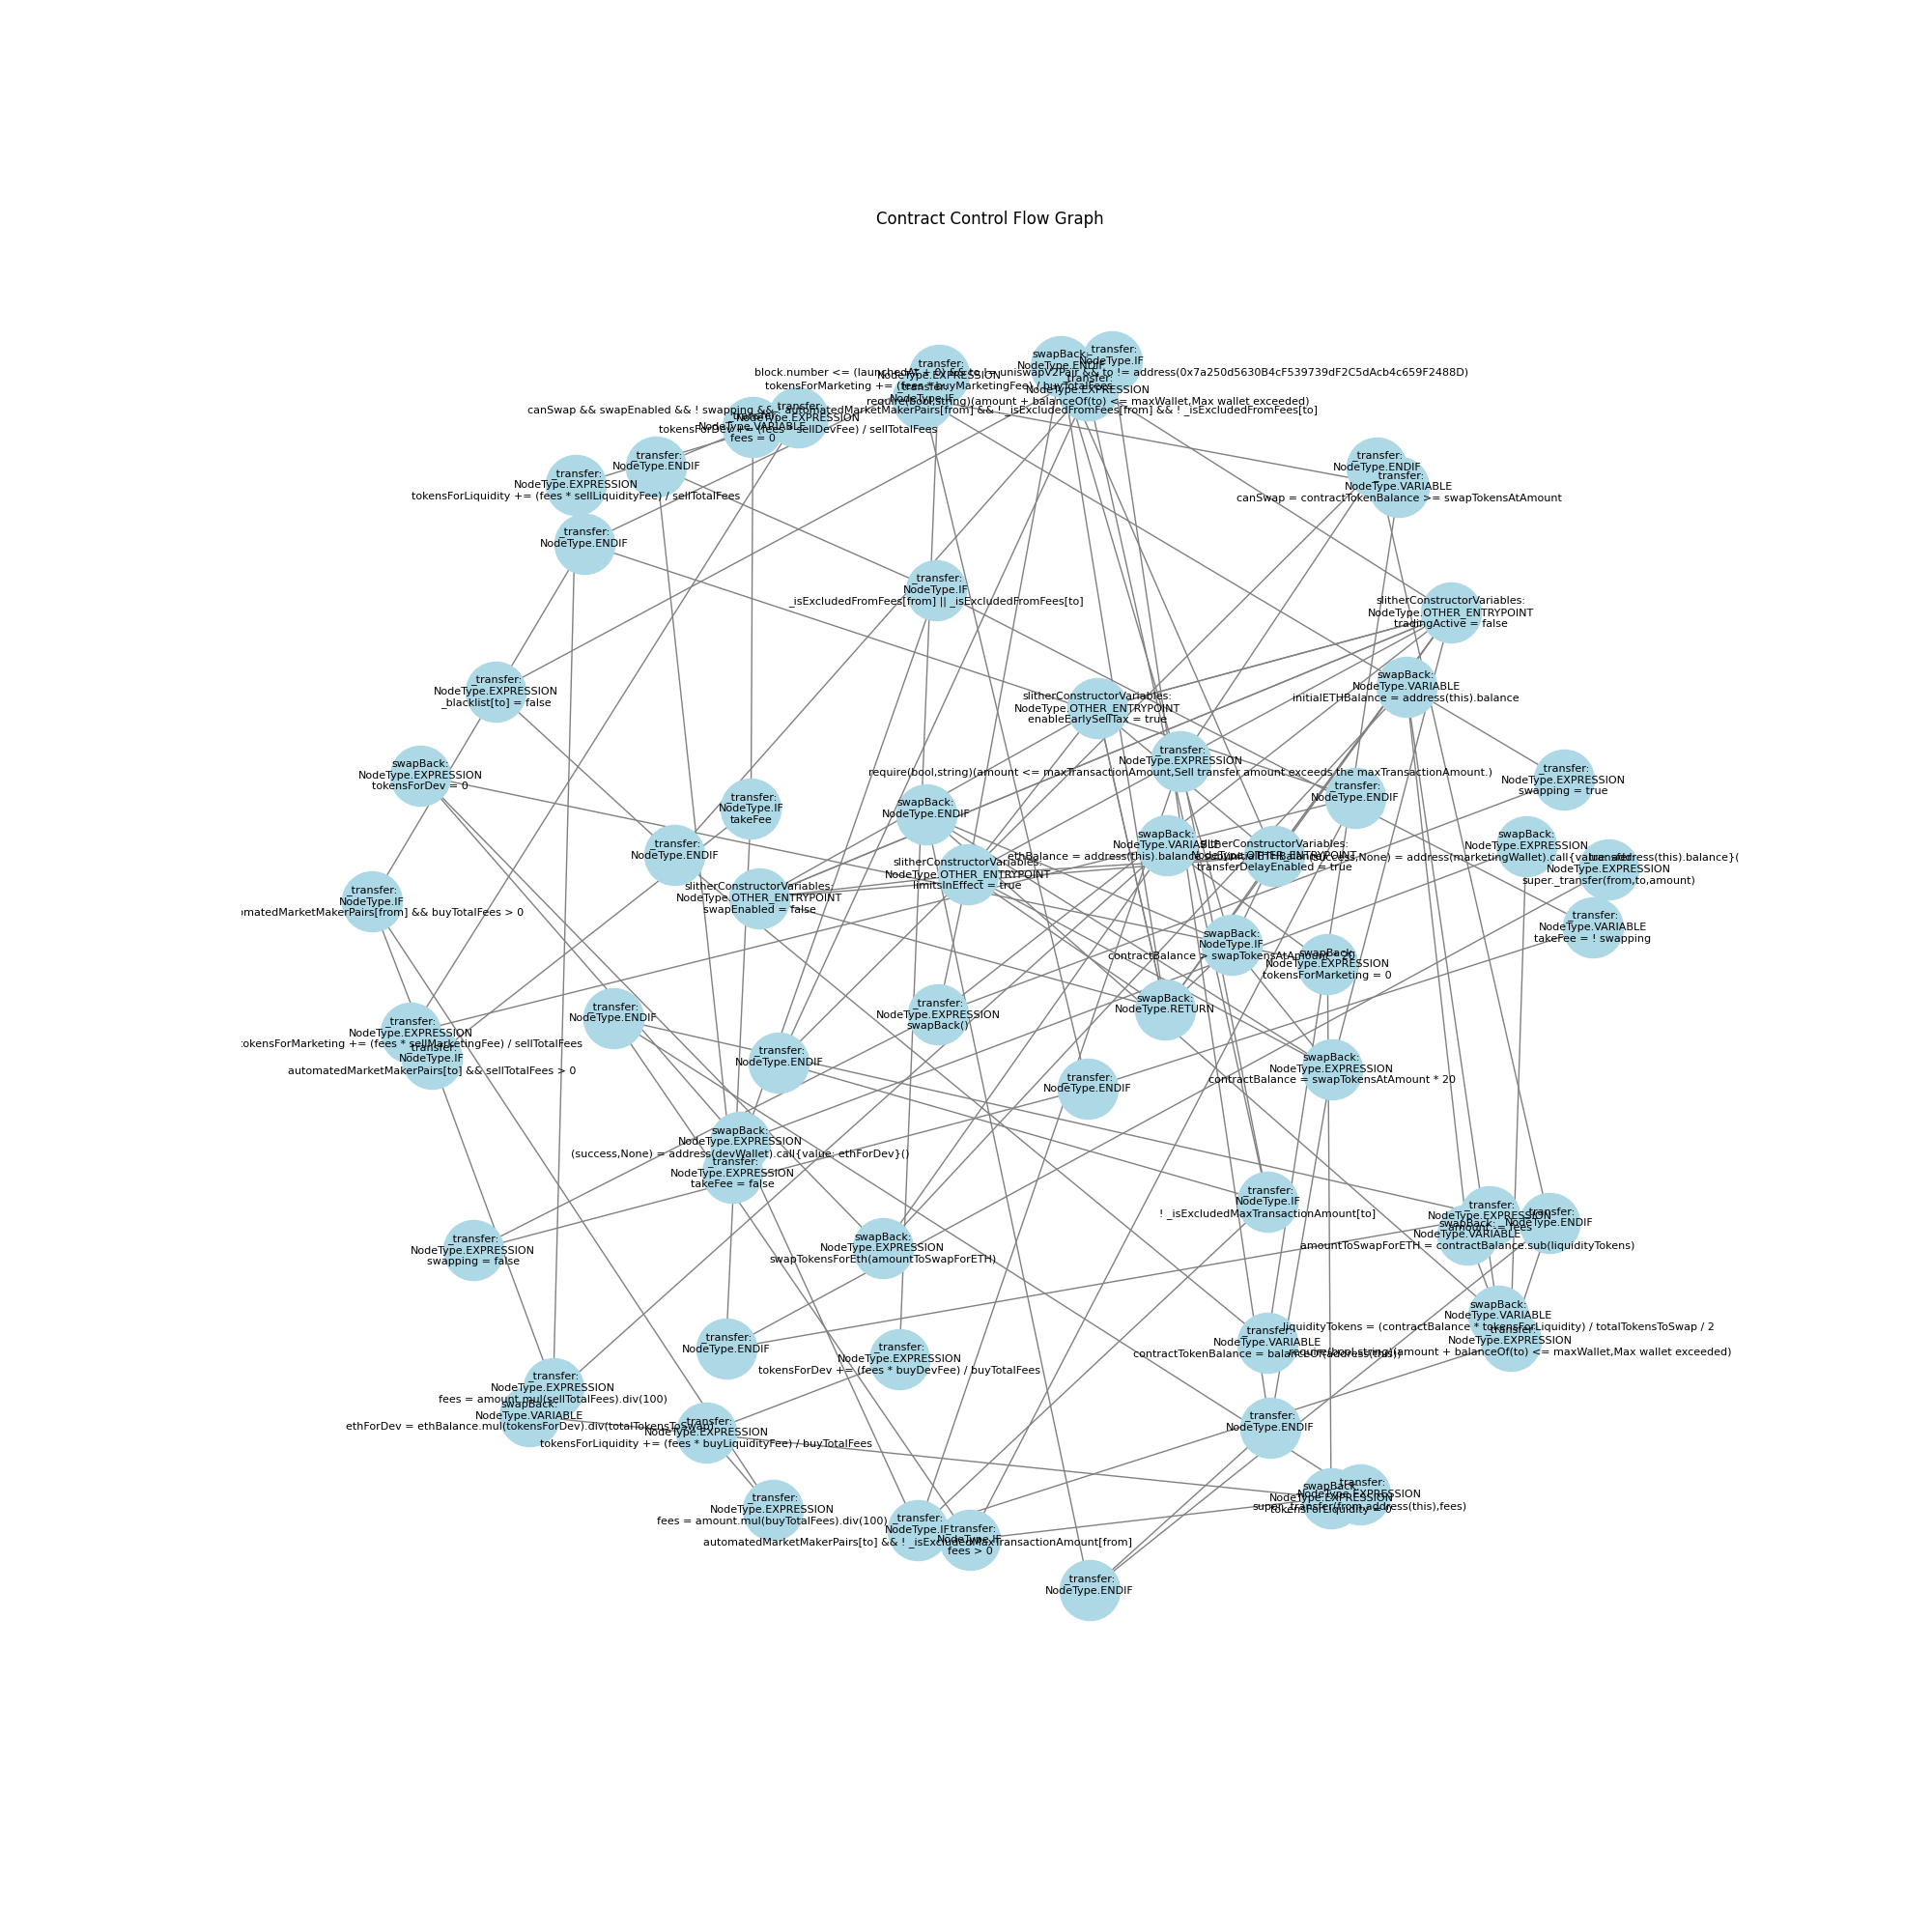 Contract Control Flow Graph
swapBack:
NodeType.ENDIF
_transfer:
NodeType.IF
block.number <= (launchedAt + 0) && to != uniswapV2Pair && to != address(0x7a250d5630B4cF539739dF2C5dAcb4c659F2488D)
_transfer:
NodeType.EXPRESSION
tokensForMarketing += (fees * buyMarketingFee) / buyTotalFees
_transfer:
NodeType.EXPRESSION
require(bool,string)(amount + balanceOf(to) <= maxWallet,Max wallet exceeded)
_transfer:
NodeType.IF
canSwap && swapEnabled && ! swapping && ! automatedMarketMakerPairs[from] && ! _isExcludedFromFees[from] && ! _isExcludedFromFees[to]
_transfer:
NodeType.EXPRESSION
tokensForDev += (fees * sellDevFee) / sellTotalFees
_transfer:
NodeType.VARIABLE
fees = 0
_transfer:
NodeType.ENDIF
_transfer:
NodeType.ENDIF
_transfer:
NodeType.VARIABLE
canSwap = contractTokenBalance >= swapTokensAtAmount
_transfer:
NodeType.EXPRESSION
tokensForLiquidity += (fees * sellLiquidityFee) / sellTotalFees
_transfer:
NodeType.ENDIF
_transfer:
NodeType.IF
_isExcludedFromFees[from] || _isExcludedFromFees[to]
slitherConstructorVariables:
NodeType.OTHER_ENTRYPOINT
tradingActive = false
_transfer:
NodeType.EXPRESSION
_blacklist[to] = false
swapBack:
NodeType.VARIABLE
initialETHBalance = address(this).balance
slitherConstructorVariables:
NodeType.OTHER_ENTRYPOINT
enableEarlySellTax = true
_transfer:
NodeType.EXPRESSION
require(bool,string)(amount <= maxTransactionAmount,Sell transfer amount exceeds the maxTransactionAmount.)
swapBack:
NodeType.EXPRESSION
tokensForDev = 0
_transfer:
NodeType.EXPRESSION
swapping = true
_transfer:
NodeType.ENDIF
_transfer:
NodeType.IF
takeFee
swapBack:
NodeType.ENDIF
swapBack:
NodeType.VARIABLE
ethBalance = address(this).balance
slitherConstructorVariables:
NodeType.OTHER_ENTRYPOINT
transferDelayEnabled = true
swapBack:
NodeType.EXPRESSION
(success,None) = address(marketingWallet).call{value: address(this).balance}(
_transfer:
NodeType.EXPRESSION
super._transfer(from,to,amount)
_transfer:
NodeType.ENDIF
slitherConstructorVariables:
NodeType.OTHER_ENTRYPOINT
limitsInEffect = true
slitherConstructorVariables:
NodeType.OTHER_ENTRYPOINT
swapEnabled = false
_transfer:
NodeType.IF
omatedMarketMakerPairs[from] && buyTotalFees > 0
_transfer:
NodeType.VARIABLE
takeFee = ! swapping
swapBack:
NodeType.IF
contractBalance > swapTokensAtAmount * 20
swapBack:
NodeType.EXPRESSION
tokensForMarketing = 0
swapBack:
NodeType.RETURN
_transfer:
NodeType.EXPRESSION
swapBack()
_transfer:
NodeType.ENDIF
_transfer:
NodeType.EXPRESSION
tokensForMarketing += (fees * sellMarketingFee) / sellTotalFees
_transfer:
NodeType.IF
automatedMarketMakerPairs[to] && sellTotalFees > 0
_transfer:
NodeType.ENDIF
_transfer:
NodeType.ENDIF
swapBack:
NodeType.EXPRESSION
contractBalance = swapTokensAtAmount * 20
swapBack:
NodeType.EXPRESSION
(success,None) = address(devWallet).call{value: ethForDev}()
_transfer:
NodeType.EXPRESSION
takeFee = false
_transfer:
NodeType.IF
! _isExcludedMaxTransactionAmount[to]
_transfer:
NodeType.EXPRESSION
amount -= fees
_transfer:
NodeType.ENDIF
swapBack:
NodeType.VARIABLE
amountToSwapForETH = contractBalance.sub(liquidityTokens)
_transfer:
NodeType.EXPRESSION
swapping = false
swapBack:
NodeType.EXPRESSION
swapTokensForEth(amountToSwapForETH)
swapBack:
NodeType.VARIABLE
liquidityTokens = (contractBalance * tokensForLiquidity) / totalTokensToSwap / 2
_transfer:
NodeType.EXPRESSION
require(bool,string)(amount + balanceOf(to) <= maxWallet,Max wallet exceeded)
_transfer:
NodeType.VARIABLE
contractTokenBalance = balanceOf(address(this))
_transfer:
NodeType.ENDIF
_transfer:
NodeType.EXPRESSION
tokensForDev += (fees * buyDevFee) / buyTotalFees
_transfer:
NodeType.EXPRESSION
fees = amount.mul(sellTotalFees).div(100)
swapBack:
NodeType.VARIABLE
ethForDev = ethBalance.mul(tokensForDev).div(totalTokensToSwap)
_transfer:
NodeType.EXPRESSION
tokensForLiquidity += (fees * buyLiquidityFee) / buyTotalFees
_transfer:
NodeType.ENDIF
swapBack:
NodeType.EXPRESSION
tokensForLiquidity = 0
_transfer:
NodeType.EXPRESSION
super._transfer(from,address(this),fees)
_transfer:
NodeType.EXPRESSION
fees = amount.mul(buyTotalFees).div(100)
_transfer:
NodeType.IF
automatedMarketMakerPairs[to] && ! _isExcludedMaxTransactionAmount[from]
_transfer:
NodeType.IF
fees > 0
_transfer:
NodeType.ENDIF